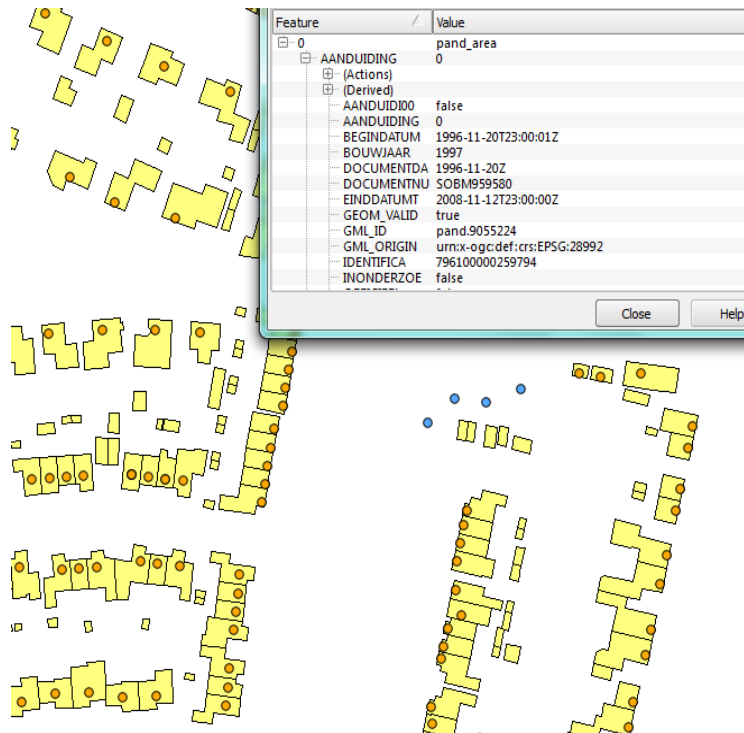 Feature Value
0 pand_area
AANDUIDING 0
(Actions)
(Derived)
AANDUIDI00 false
AANDUIDING 0
BEGINDATUM 1996-11-20T23:00:01Z
BOUWJAAR 1997
DOCUMENTDA 1996-11-20Z
DOCUMENTNU SOBM959580
EINDDATUMT 2008-11-12T23:00:00Z
GEOM_VALID true
GML_ID pand.9055224
GML_ORIGIN urn:x-ogc:def:crs:EPSG:28992
IDENTIFICA 796100000259794
INONDERZOE false
Close Help